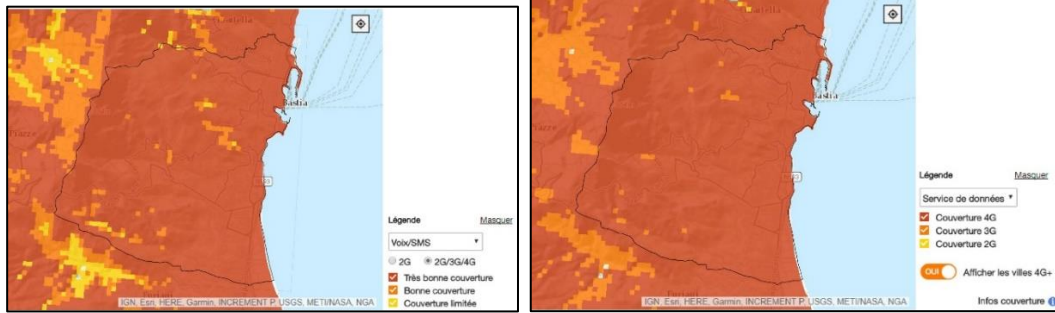 Bastia
Légende
Masquer
Voix/SMS
2G
2G/3G/4G
Très bonne couverture
Bonne couverture
Couverture limitée
IGN, Esri, HERE, Garmin, INCREMENT P, USGS, METI/NASA, NGA
Bastia
Légende
Masquer
Service de données
Couverture 4G
Couverture 3G
Couverture 2G
OUI
Afficher les villes 4G+
IGN, Esri, HERE, Garmin, INCREMENT P, USGS, METI/NASA, NGA
Infos couverture